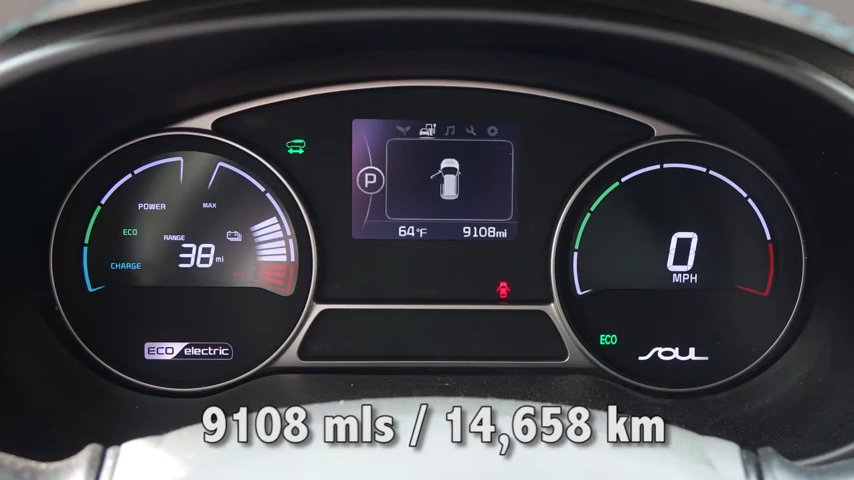 POWER
MAX
ECO
RANGE
38 mi
CHARGE
ECO electric
P
64°F
9108mi
0
MPH
ECO
SOUL
9108 mls / 14,658 km